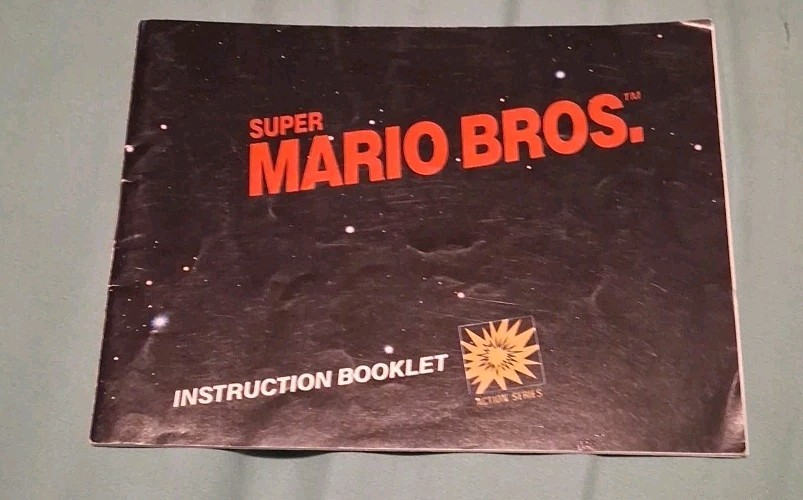 SUPER
MARIO BROS.™
INSTRUCTION BOOKLET
ACTION SERIES